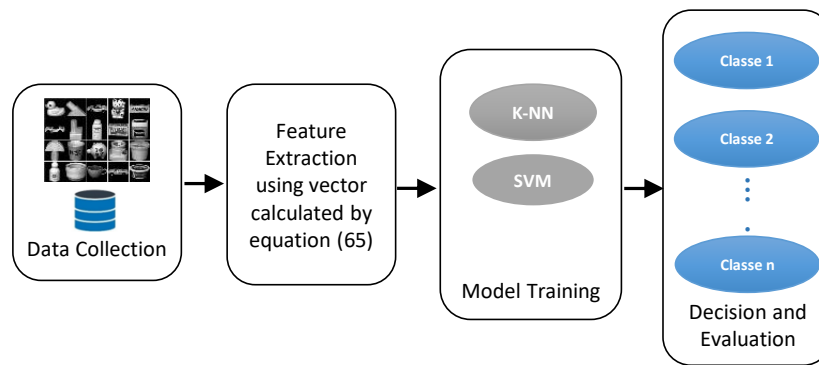 Data Collection
Feature
Extraction
using vector
calculated by
equation (65)
K-NN
SVM
Model Training
Classe 1
Classe 2
Classe n
Decision and
Evaluation